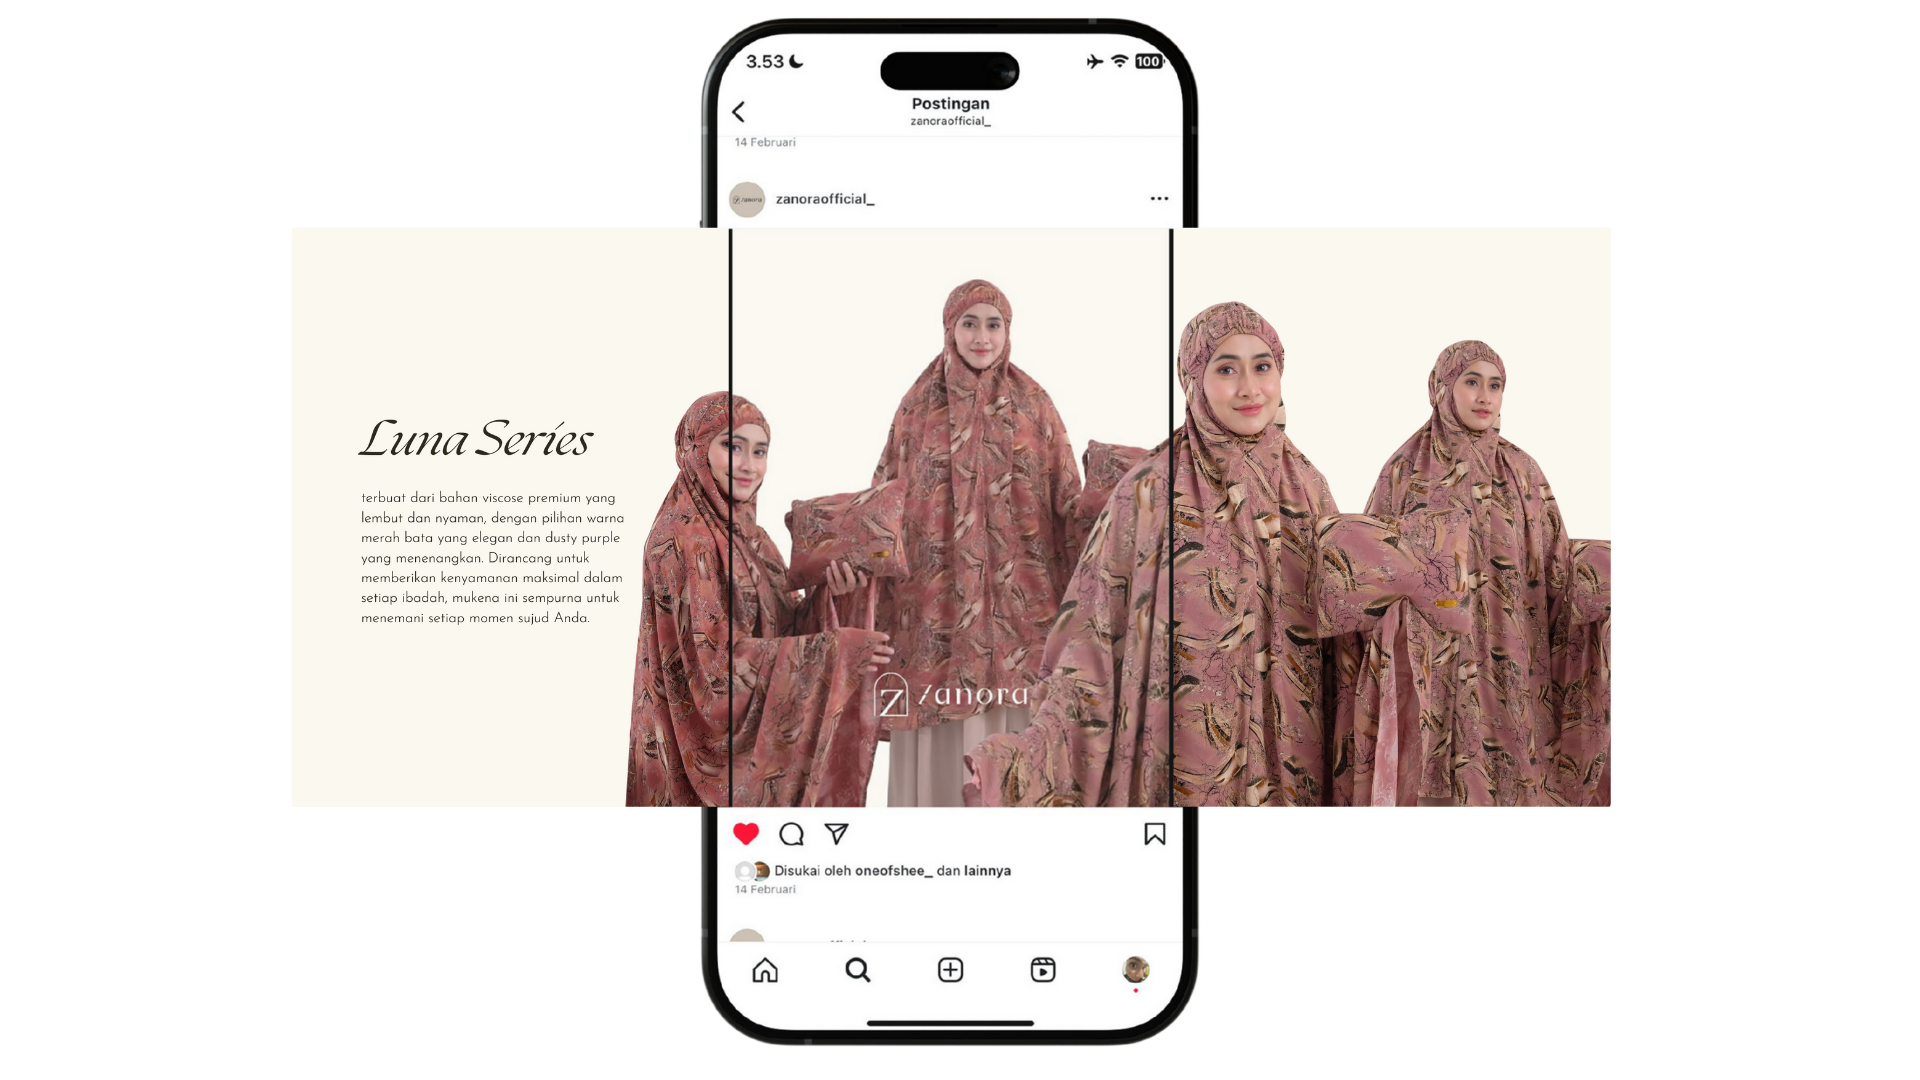 3.53
100
Postingan
zanoraofficial_
14 Februari
zanora
zanoraofficial_
Luna Series
terbuat dari bahan viscose premium yang
lembut dan nyaman, dengan pilihan warna
merah bata yang elegan dan dusty purple
yang menenangkan. Dirancang untuk
memberikan kenyamanan maksimal dalam
setiap ibadah, mukena ini sempurna untuk
menemani setiap momen sujud Anda.
Z zanora
Disukai oleh oneofshee_ dan lainnya
14 Februari